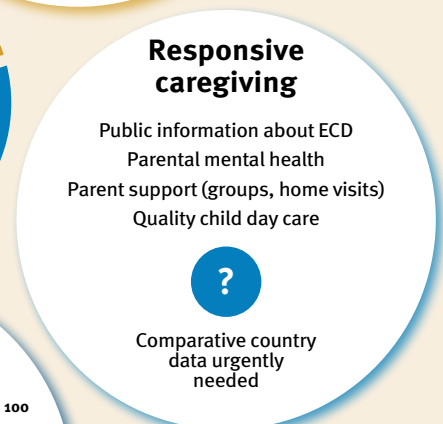 Responsive
caregiving
Public information about ECD
Parental mental health
Parent support (groups, home visits)
Quality child day care
?
Comparative country
data urgently
needed
100